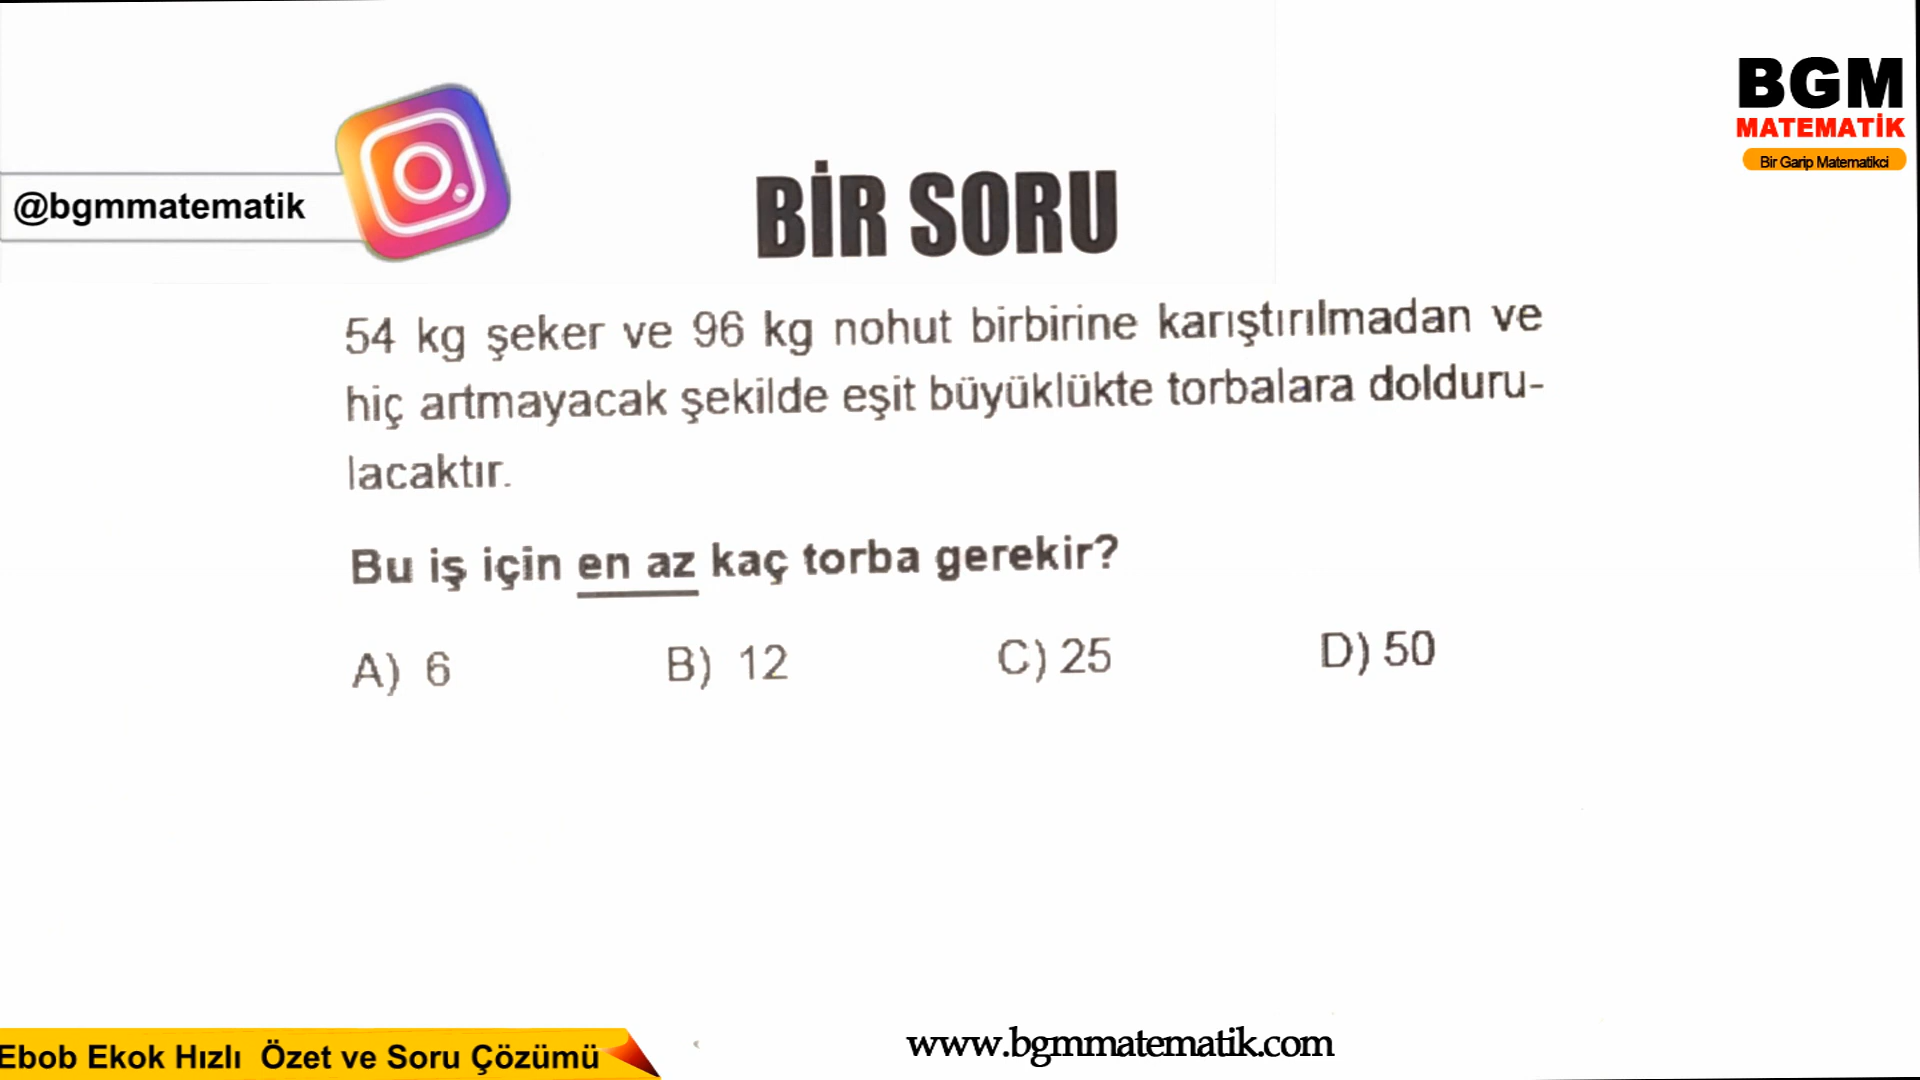 BGM
MATEMATİK
Bir Garip Matematikci
@bgmmatematik
BİR SORU
54 kg şeker ve 96 kg nohut birbirine karıştırılmadan ve
hiç artmayacak şekilde eşit büyüklükte torbalara dolduru-
lacaktır.
Bu iş için en az kaç torba gerekir?
A) 6 B) 12 C) 25 D) 50
Ebob Ekok Hızlı Özet ve Soru Çözümü
www.bgmmatematik.com